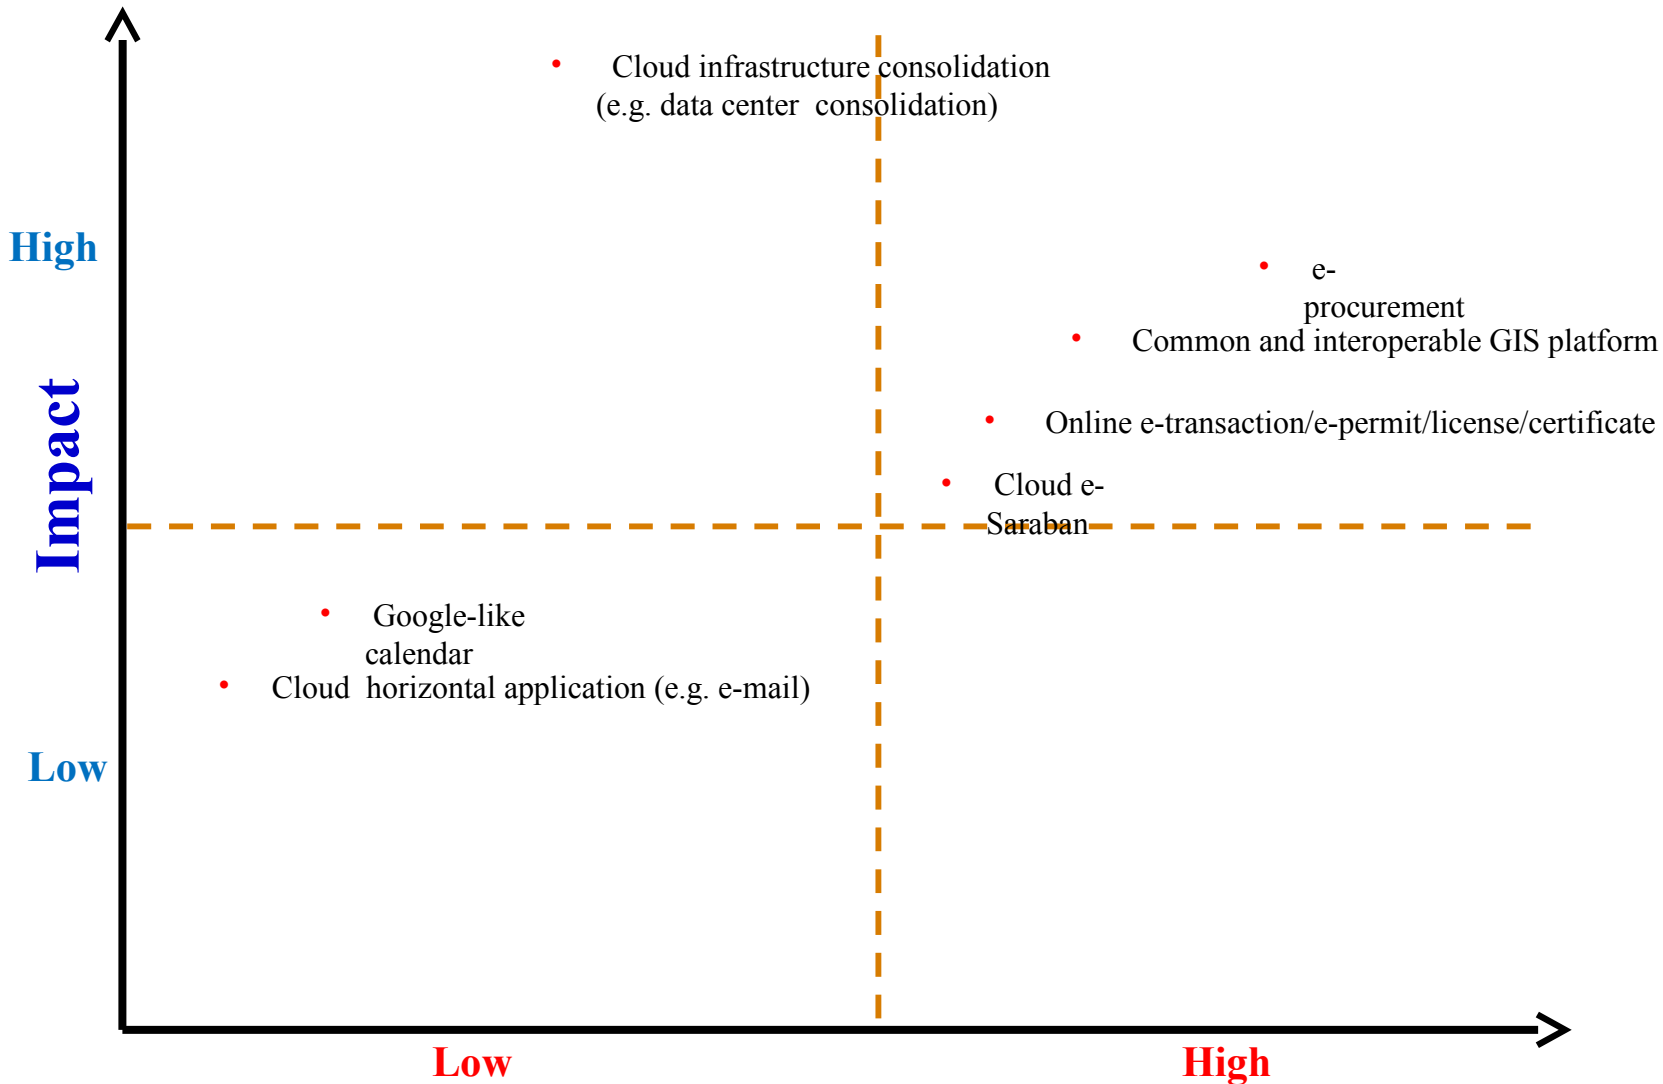 Cloud infrastructure consolidation
(e.g. data center consolidation)
High
e-
procurement
Common and interoperable GIS platform
Impact
Online e-transaction/e-permit/license/certificate
Cloud e-
Saraban
Google-like
calendar
Cloud horizontal application (e.g. e-mail)
Low
Low
High